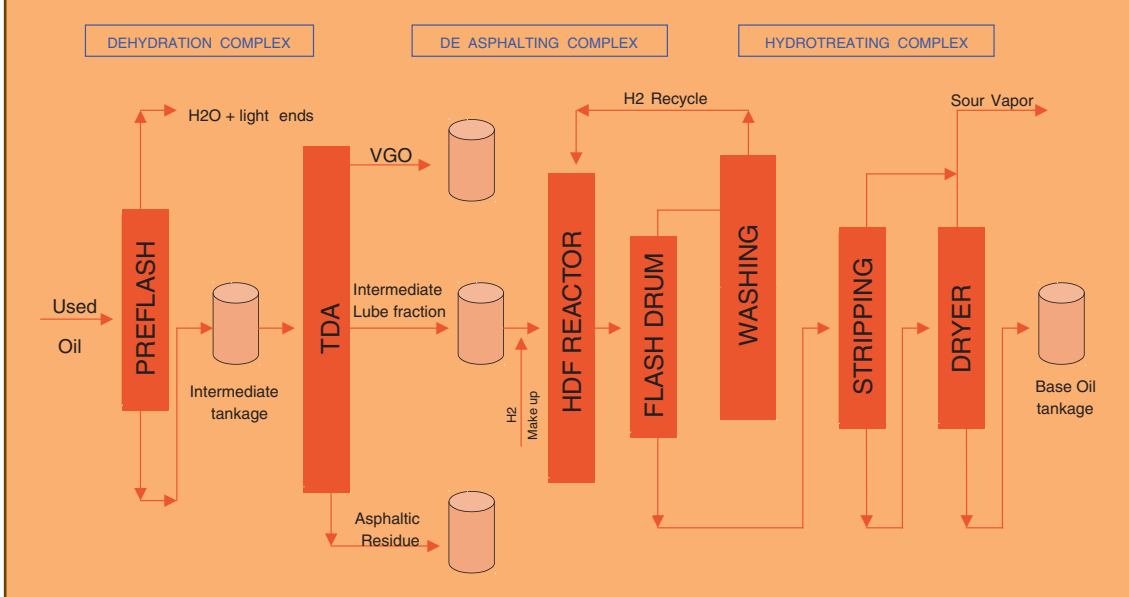 DEHYDRATION COMPLEX
DE ASPHALTING COMPLEX
HYDROTREATING COMPLEX
H2O + light ends
VGO
H2 Recycle
Sour Vapor
Used
Oil
PREFLASH
Intermediate
tankage
TDA
Intermediate
Lube fraction
Asphaltic
Residue
H2
Make up
HDF REACTOR
FLASH DRUM
WASHING
STRIPPING
DRYER
Base Oil
tankage